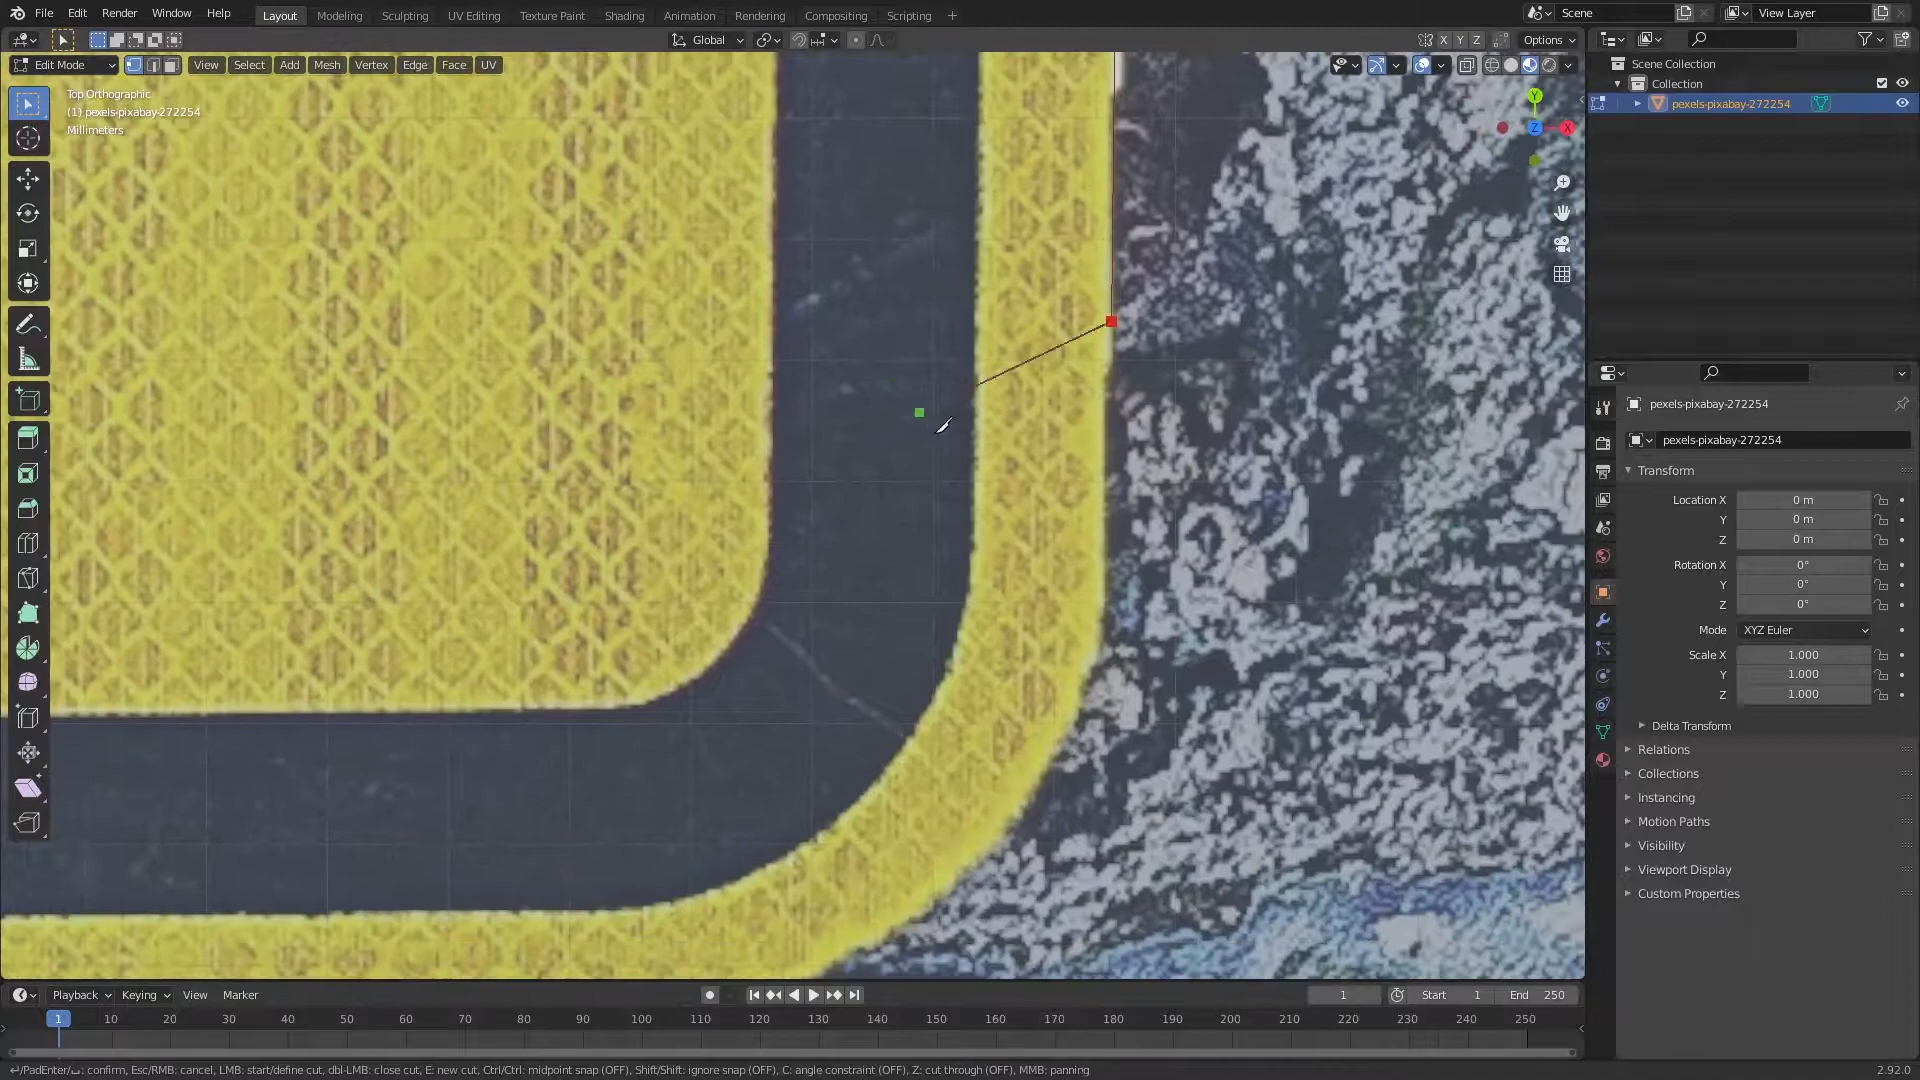 File Edit Render Window Help Layout Modeling Sculpting UV Editing Texture Paint Shading Animation Rendering Compositing Scripting + Scene View Layer
Global X Y Z Options
Edit Mode View Select Add Mesh Vertex Edge Face UV
Top Orthographic
(1) pexels-pixabay-272254
Millimeters
Y
Z
X
Scene Collection
Collection
pexels-pixabay-272254
pexels-pixabay-272254
pexels-pixabay-272254
Transform
Location X 0 m
Y 0 m
Z 0 m
Rotation X 0°
Y 0°
Z 0°
Mode XYZ Euler
Scale X 1.000
Y 1.000
Z 1.000
Delta Transform
Relations
Collections
Instancing
Motion Paths
Visibility
Viewport Display
Custom Properties
Playback Keying View Marker 1 Start 1 End 250
1 10 20 30 40 50 60 70 80 90 100 110 120 130 140 150 160 170 180 190 200 210 220 230 240 250
↵/PadEnter/␣: confirm, Esc/RMB: cancel, LMB: start/define cut, dbl-LMB: close cut, E: new cut, Ctrl/Ctrl: midpoint snap (OFF), Shift/Shift: ignore snap (OFF), C: angle constraint (OFF), Z: cut through (OFF), MMB: panning 2.92.0